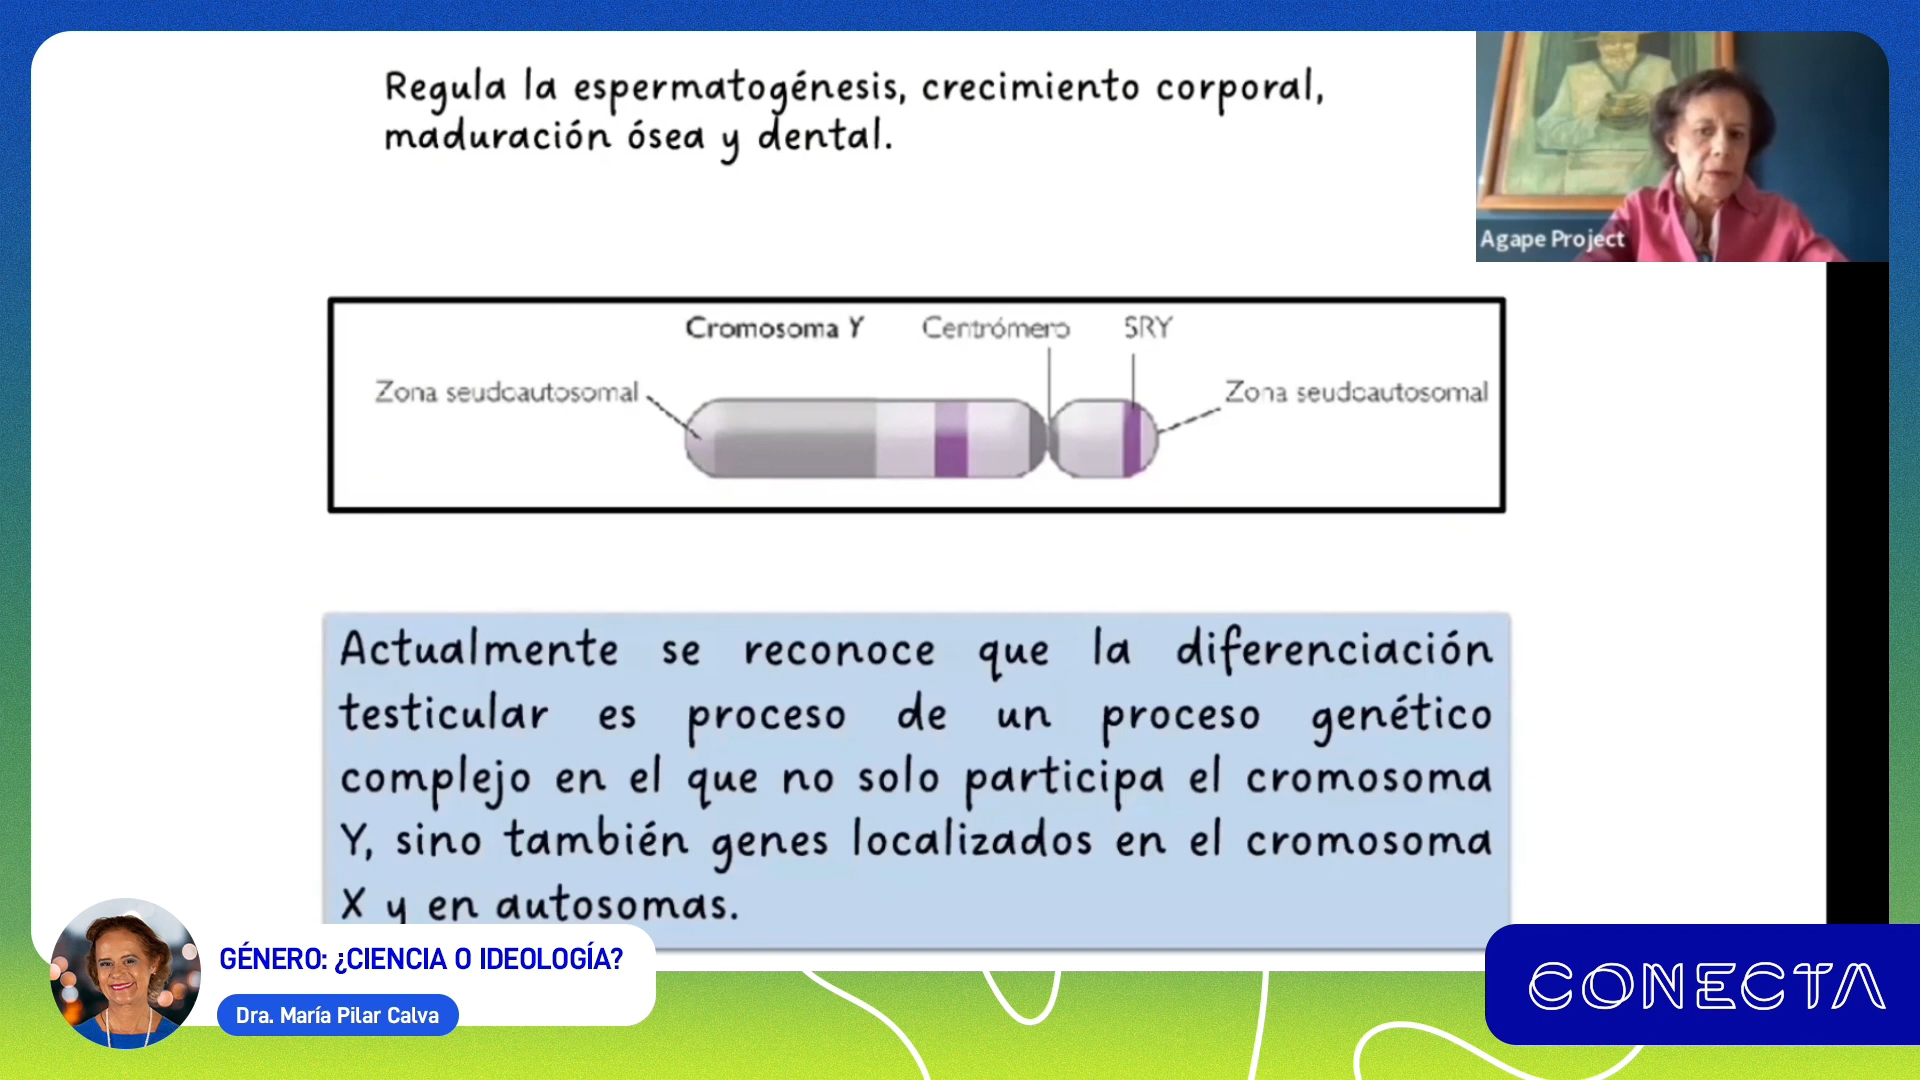 Regula la espermatogénesis, crecimiento corporal,
maduración ósea y dental.
Agape Project
Cromosoma Y
Centrómero
SRY
Zona seudoautosomal
Zona seudoautosomal
Actualmente se reconoce que la diferenciación
testicular es proceso de un proceso genético
complejo en el que no solo participa el cromosoma
Y, sino también genes localizados en el cromosoma
X y en autosomas.
GÉNERO: ¿CIENCIA O IDEOLOGÍA?
Dra. María Pilar Calva
CONECTA